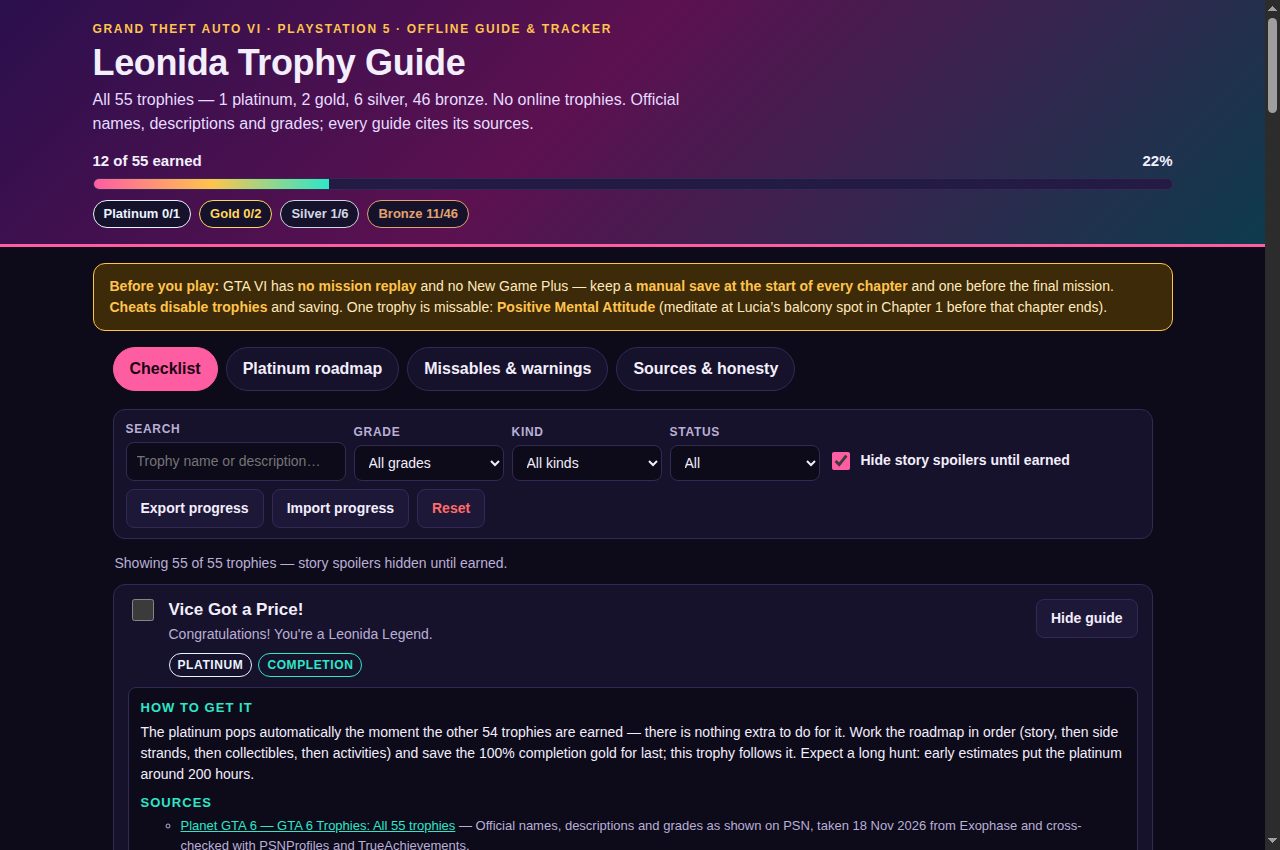 GRAND THEFT AUTO VI · PLAYSTATION 5 · OFFLINE GUIDE & TRACKER
Leonida Trophy Guide
All 55 trophies — 1 platinum, 2 gold, 6 silver, 46 bronze. No online trophies. Official
names, descriptions and grades; every guide cites its sources.
12 of 55 earned 22%
Platinum 0/1 Gold 0/2 Silver 1/6 Bronze 11/46
Before you play: GTA VI has no mission replay and no New Game Plus — keep a manual save at the start of every chapter and one before the final mission.
Cheats disable trophies and saving. One trophy is missable: Positive Mental Attitude (meditate at Lucia’s balcony spot in Chapter 1 before that chapter ends).
Checklist Platinum roadmap Missables & warnings Sources & honesty
SEARCH GRADE KIND STATUS
Trophy name or description… All grades All kinds All Hide story spoilers until earned
Export progress Import progress Reset
Showing 55 of 55 trophies — story spoilers hidden until earned.
Vice Got a Price! Hide guide
Congratulations! You're a Leonida Legend.
PLATINUM COMPLETION
HOW TO GET IT
The platinum pops automatically the moment the other 54 trophies are earned — there is nothing extra to do for it. Work the roadmap in order (story, then side
strands, then collectibles, then activities) and save the 100% completion gold for last; this trophy follows it. Expect a long hunt: early estimates put the platinum
around 200 hours.
SOURCES
Planet GTA 6 — GTA 6 Trophies: All 55 trophies — Official names, descriptions and grades as shown on PSN, taken 18 Nov 2026 from Exophase and cross-
checked with PSNProfiles and TrueAchievements.